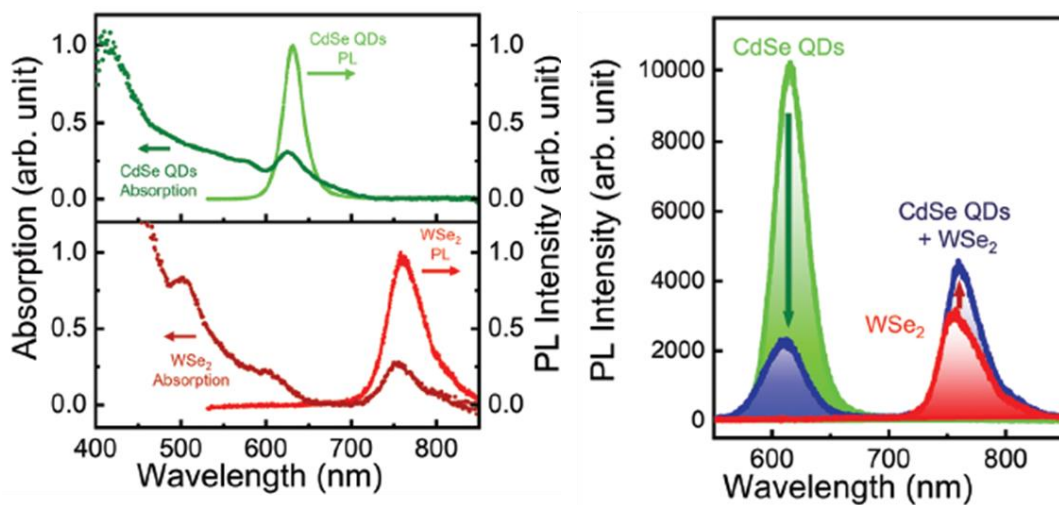 1.0
0.5
0.0
Absorption (arb. unit)
CdSe QDs
PL
CdSe QDs
Absorption
1.0
0.5
0.0
1.0
0.5
0.0
WSe₂
PL
WSe₂
Absorption
1.0
0.5
0.0
PL Intensity (arb. unit)
400 500 600 700 800
Wavelength (nm)
CdSe QDs
10000
8000
6000
4000
2000
0
PL Intensity (arb. unit)
CdSe QDs
+ WSe₂
WSe₂
600 700 800
Wavelength (nm)